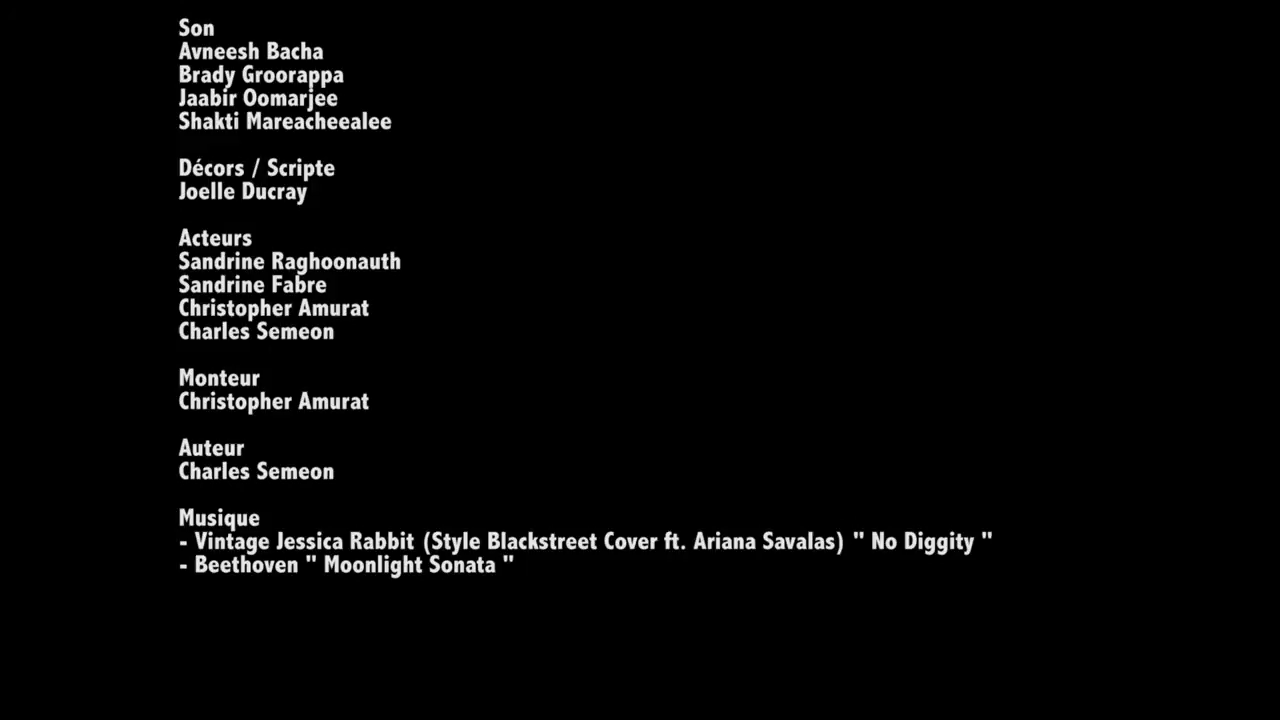 Son
Avneesh Bacha
Brady Groorappa
Jaabir Oomarjee
Shakti Mareacheealee
Décors / Scripte
Joelle Ducray
Acteurs
Sandrine Raghoonauth
Sandrine Fabre
Christopher Amurat
Charles Semeon
Monteur
Christopher Amurat
Auteur
Charles Semeon
Musique
- Vintage Jessica Rabbit (Style Blackstreet Cover ft. Ariana Savalas) " No Diggity "
- Beethoven " Moonlight Sonata "